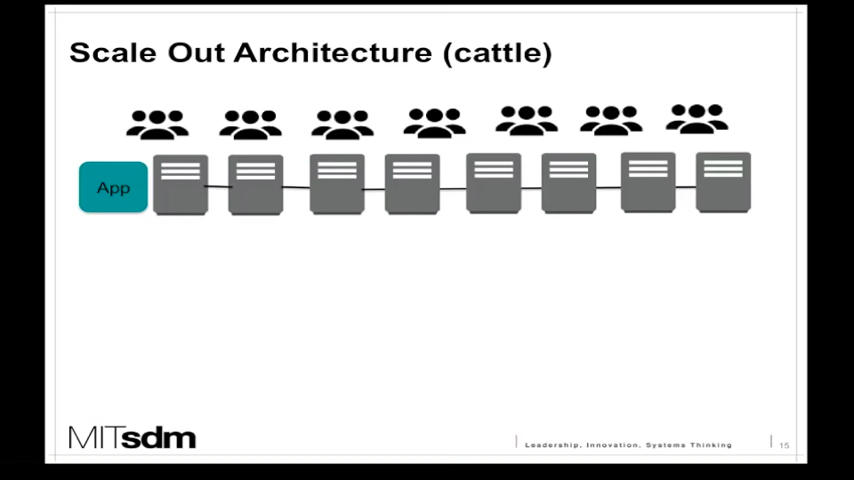 Scale Out Architecture (cattle)
App
MITsdm
Leadership, Innovation, Systems Thinking
15